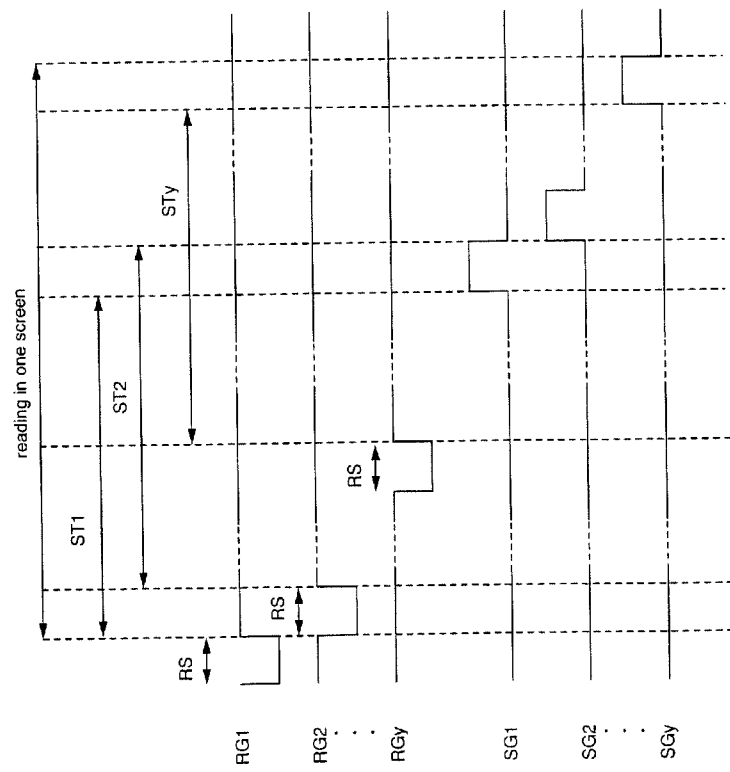 reading in one screen
ST1
ST2
STy
RS
RG1
RS
RG2
· · · ·
RS
RGy
SG1
SG2
· · · ·
SGy